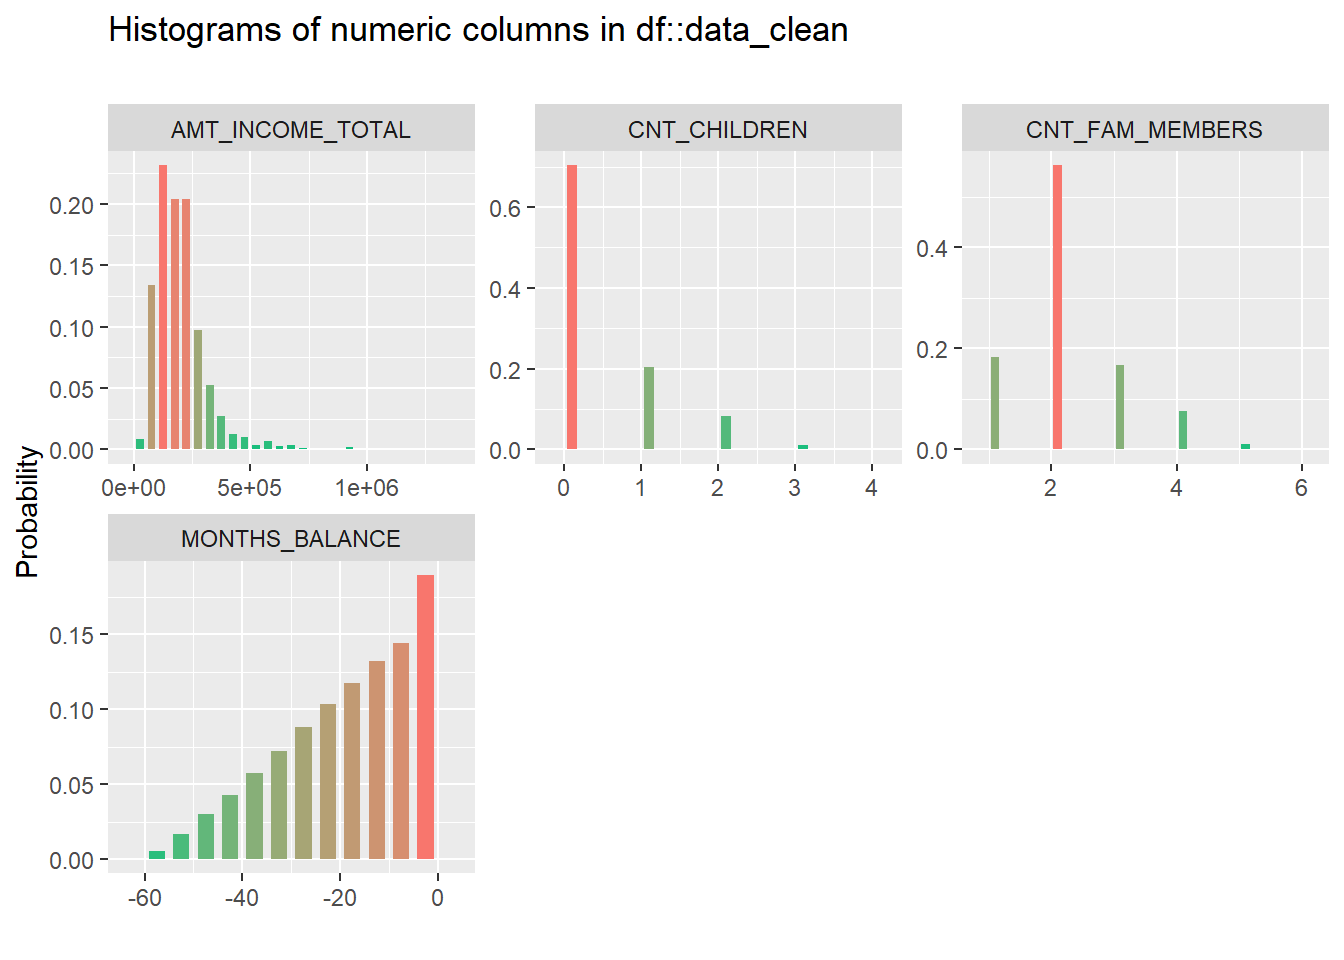 Histograms of numeric columns in df::data_clean
AMT_INCOME_TOTAL
CNT_CHILDREN
CNT_FAM_MEMBERS
0.20
0.15
0.10
0.05
0.00
0e+00 5e+05 1e+06
0.6
0.4
0.2
0.0
0 1 2 3 4
0.4
0.2
0.0
2 4 6
Probability
MONTHS_BALANCE
0.15
0.10
0.05
0.00
-60 -40 -20 0